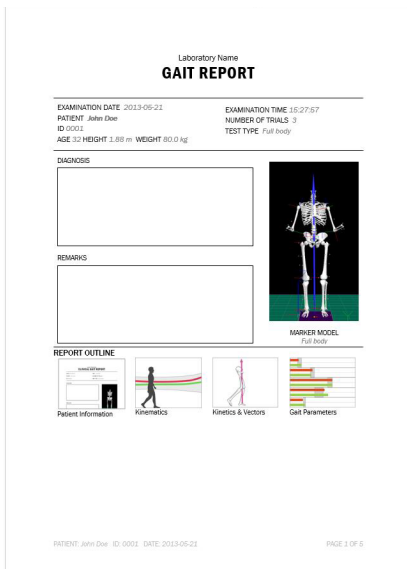 Laboratory Name
GAIT REPORT
EXAMINATION DATE 2013-05-21
PATIENT John Doe
ID 0001
AGE 32 HEIGHT 1.86 m WEIGHT 80.0 kg
EXAMINATION TIME 15:27:57
NUMBER OF TRIALS 3
TEST TYPE Full body
DIAGNOSIS
REMARKS
MARKER MODEL
Full body
REPORT OUTLINE
Patient Information
Kinematics
Kinetics & Vectors
Gait Parameters
PATIENT: John Doe ID: 0001 DATE: 2013-05-21
PAGE 1 OF 5